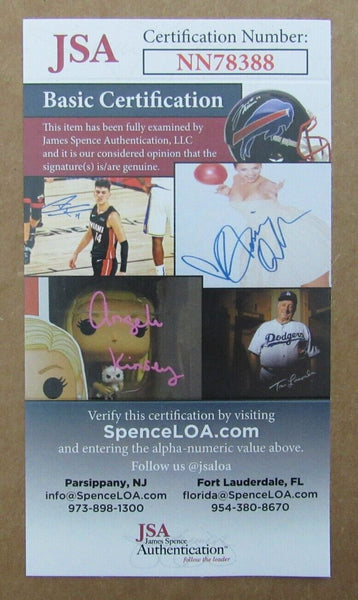 JSA
Certification Number:
NN78388
Basic Certification
This item has been fully examined by
James Spence Authentication, LLC
and it is our considered opinion that the
signature(s) is/are genuine.
14
Angela
Kinsey
Dodgers
Verify this certification by visiting
SpenceLOA.com
and entering the alpha-numeric value above.
Follow us @jsaloa
Parsippany, NJ
info@SpenceLOA.com
973-898-1300
Fort Lauderdale, FL
florida@SpenceLOA.com
954-380-8670
JSA
James Spence
Authentication
follow the leader